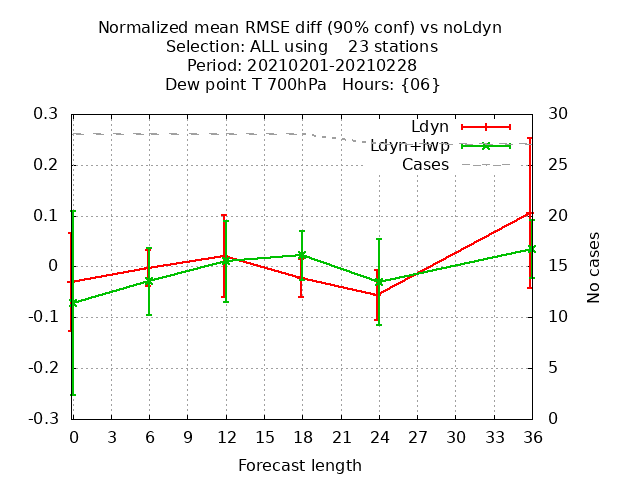 Normalized mean RMSE diff (90% conf) vs noLdyn
Selection: ALL using    23 stations
Period: 20210201-20210228
Dew point T 700hPa   Hours: {06}
0.3
0.2
0.1
0
-0.1
-0.2
-0.3
30
25
20
15
10
5
0
No cases
Ldyn
Ldyn+lwp
Cases
0 3 6 9 12 15 18 21 24 27 30 33 36
Forecast length